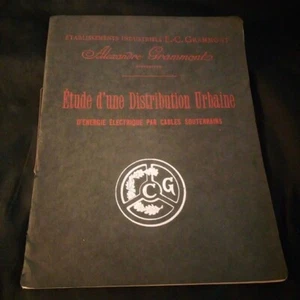 ÉTABLISSEMENTS INDUSTRIELS E. C. GRAMMONT
Alexandre Grammont
Étude d'une Distribution Urbaine
D'ÉNERGIE ÉLECTRIQUE PAR CABLES SOUTERRAINS
C G